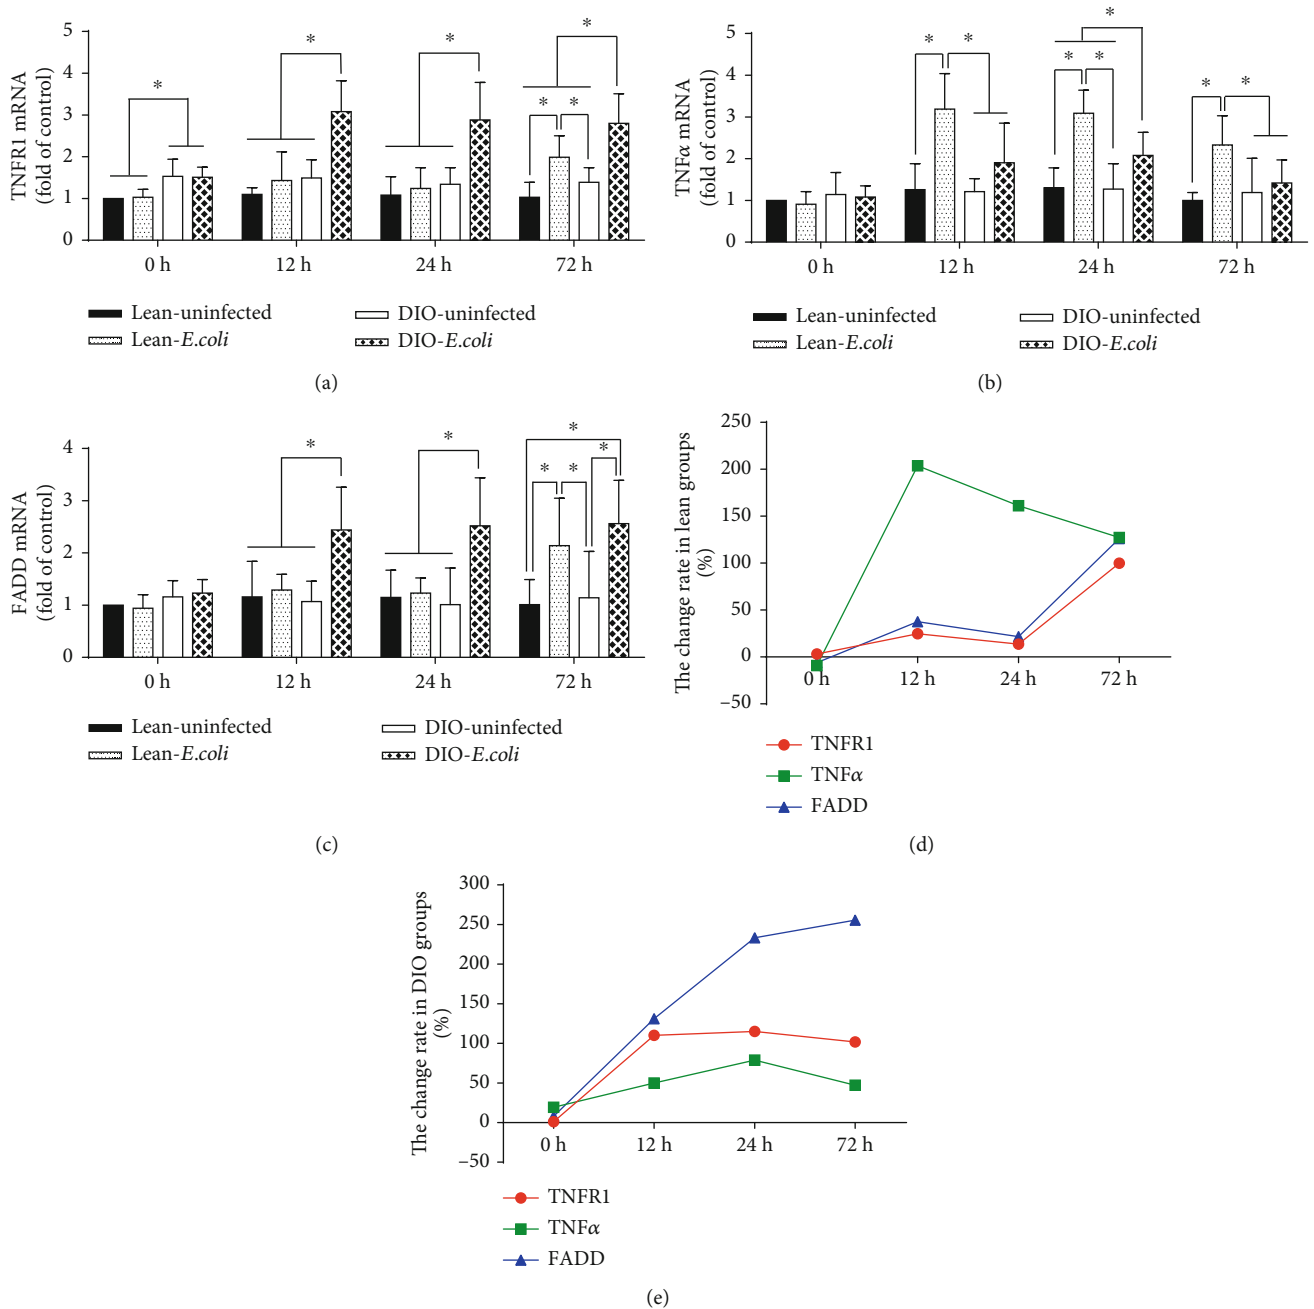 TNFR1 mRNA
(fold of control)
5
4
3
2
1
0
*
*
*
*
*
*
0 h
12 h
24 h
72 h
Lean-uninfected
DIO-uninfected
Lean-E.coli
DIO-E.coli
(a)
TNFα mRNA
(fold of control)
5
4
3
2
1
0
*
*
*
*
*
*
*
0 h
12 h
24 h
72 h
Lean-uninfected
DIO-uninfected
Lean-E.coli
DIO-E.coli
(b)
FADD mRNA
(fold of control)
4
3
2
1
0
*
*
*
*
*
*
0 h
12 h
24 h
72 h
Lean-uninfected
DIO-uninfected
Lean-E.coli
DIO-E.coli
(c)
The change rate in lean groups
(%)
250
200
150
100
50
0
−50
0 h
12 h
24 h
72 h
TNFR1
TNFα
FADD
(d)
The change rate in DIO groups
(%)
300
250
200
150
100
50
0
−50
0 h
12 h
24 h
72 h
TNFR1
TNFα
FADD
(e)